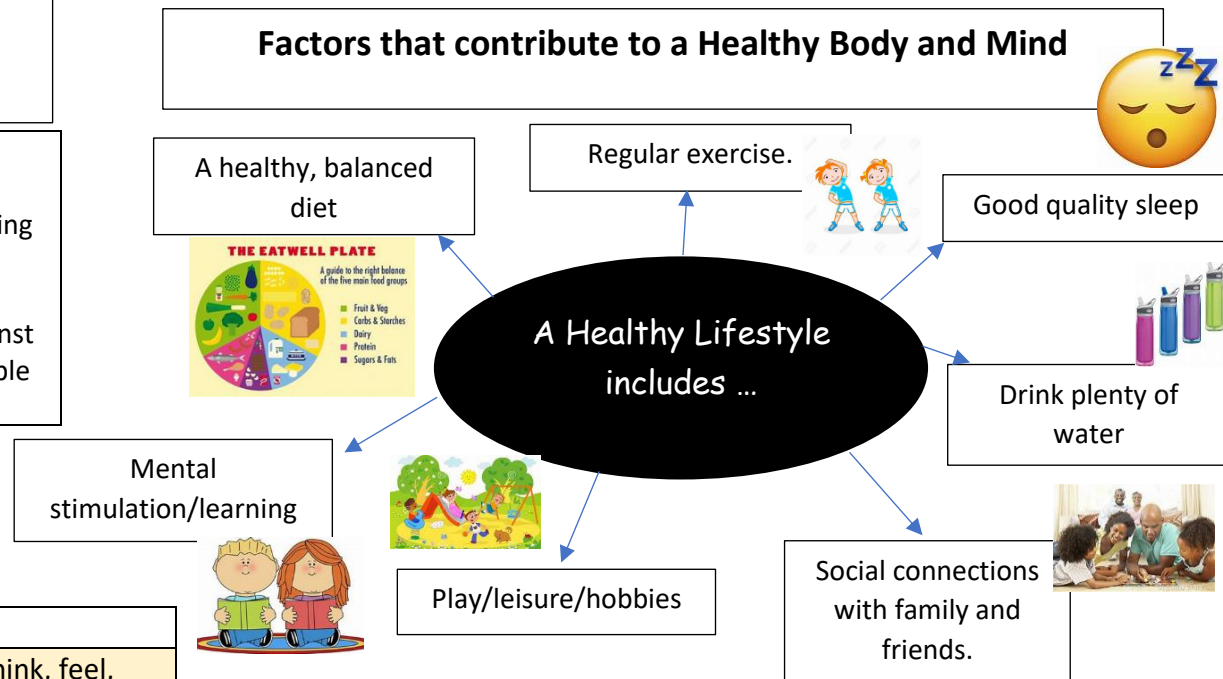 Factors that contribute to a Healthy Body and Mind
zzZ
A healthy, balanced
diet
Regular exercise.
Good quality sleep
THE EATWELL PLATE
A guide to the right balance
of the five main food groups
Fruit & Veg
Carbs & Starches
Dairy
Protein
Sugars & Fats
A Healthy Lifestyle
includes …
Drink plenty of
water
Mental
stimulation/learning
Play/leisure/hobbies
Social connections
with family and
friends.
ing
nst
ble
hink, feel,